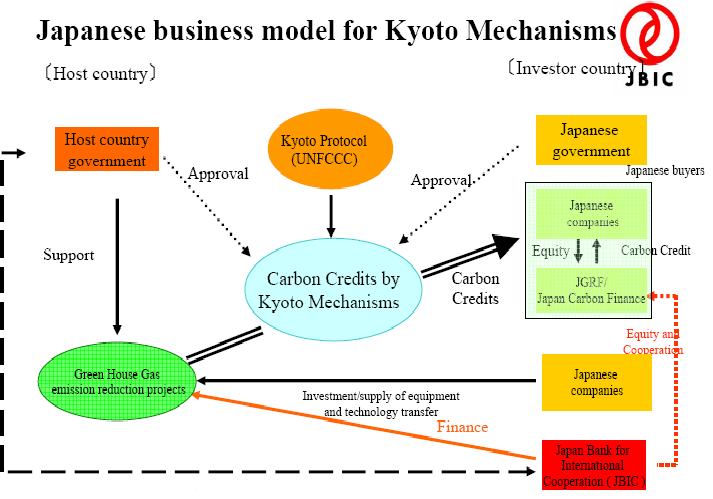 Japanese business model for Kyoto Mechanisms
JBIC
〔Host country〕
〔Investor country〕
Host country
government
Kyoto Protocol
(UNFCCC)
Japanese
government
Approval
Approval
Japanese buyers
Japanese
companies
Support
Equity
Carbon Credit
Carbon Credits by
Kyoto Mechanisms
Carbon
Credits
JGRF/
Japan Carbon Finance
Equity and
Cooperation
Green House Gas
emission reduction projects
Japanese
companies
Investment/supply of equipment
and technology transfer
Finance
Japan Bank for
International
Cooperation ( JBIC )